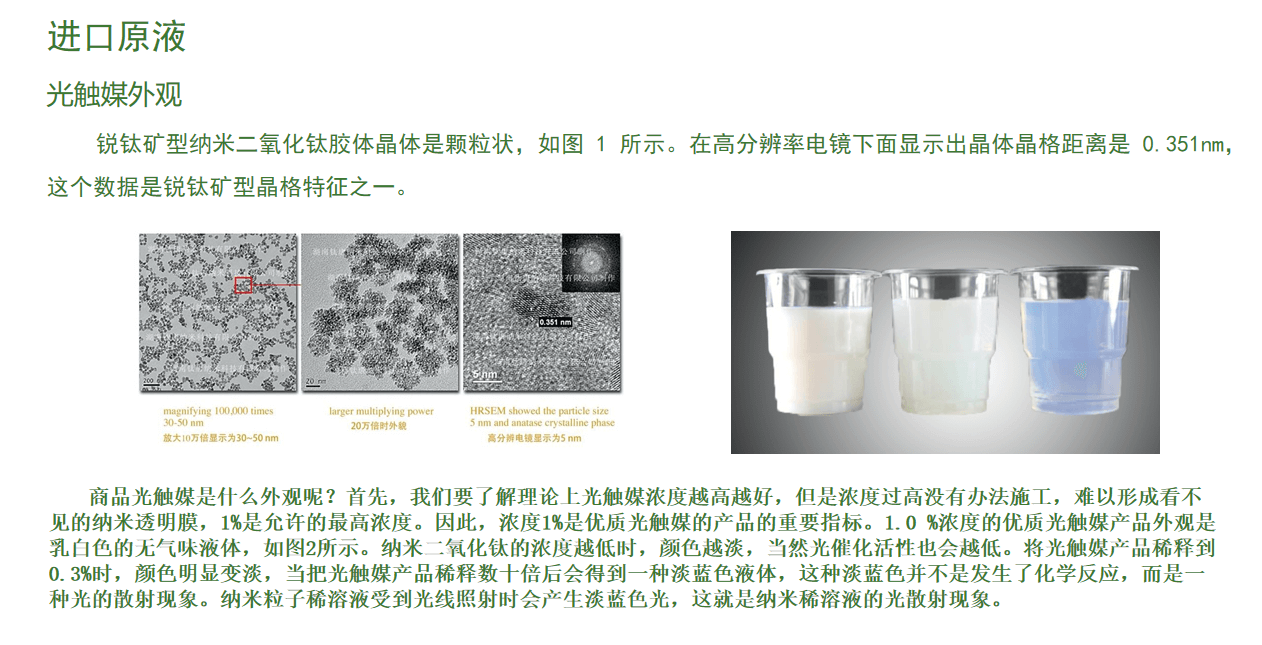 进口原液
光触媒外观
锐钛矿型纳米二氧化钛胶体晶体是颗粒状，如图 1 所示。在高分辨率电镜下面显示出晶体晶格距离是 0.351nm，
这个数据是锐钛矿型晶格特征之一。
200 nm
20 nm
0.351 nm
5 nm
magnifying 100,000 times
30-50 nm
放大10万倍显示为30~50 nm
larger multiplying power
20万倍时外貌
HRSEM showed the particle size
5 nm and anatase crystalline phase
高分辨电镜显示为5 nm
商品光触媒是什么外观呢？首先，我们要了解理论上光触媒浓度越高越好，但是浓度过高没有办法施工，难以形成看不
见的纳米透明膜，1%是允许的最高浓度。因此，浓度1%是优质光触媒的产品的重要指标。1.0 %浓度的优质光触媒产品外观是
乳白色的无气味液体，如图2所示。纳米二氧化钛的浓度越低时，颜色越淡，当然光催化活性也会越低。将光触媒产品稀释到
0.3%时，颜色明显变淡，当把光触媒产品稀释数十倍后会得到一种淡蓝色液体，这种淡蓝色并不是发生了化学反应，而是一
种光的散射现象。纳米粒子稀溶液受到光线照射时会产生淡蓝色光，这就是纳米稀溶液的光散射现象。